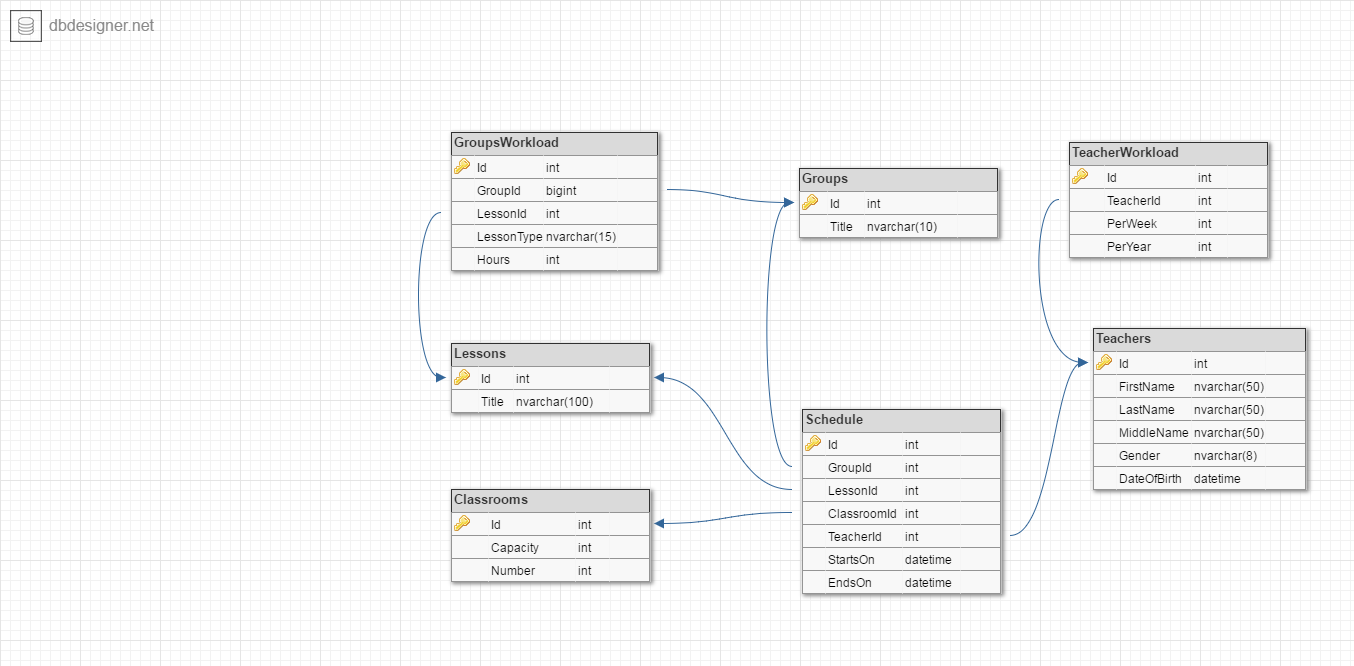 dbdesigner.net
GroupsWorkload
Id int
GroupId bigint
LessonId int
LessonType nvarchar(15)
Hours int
Groups
Id int
Title nvarchar(10)
TeacherWorkload
Id int
TeacherId int
PerWeek int
PerYear int
Lessons
Id int
Title nvarchar(100)
Teachers
Id int
FirstName nvarchar(50)
LastName nvarchar(50)
MiddleName nvarchar(50)
Gender nvarchar(8)
DateOfBirth datetime
Classrooms
Id int
Capacity int
Number int
Schedule
Id int
GroupId int
LessonId int
ClassroomId int
TeacherId int
StartsOn datetime
EndsOn datetime